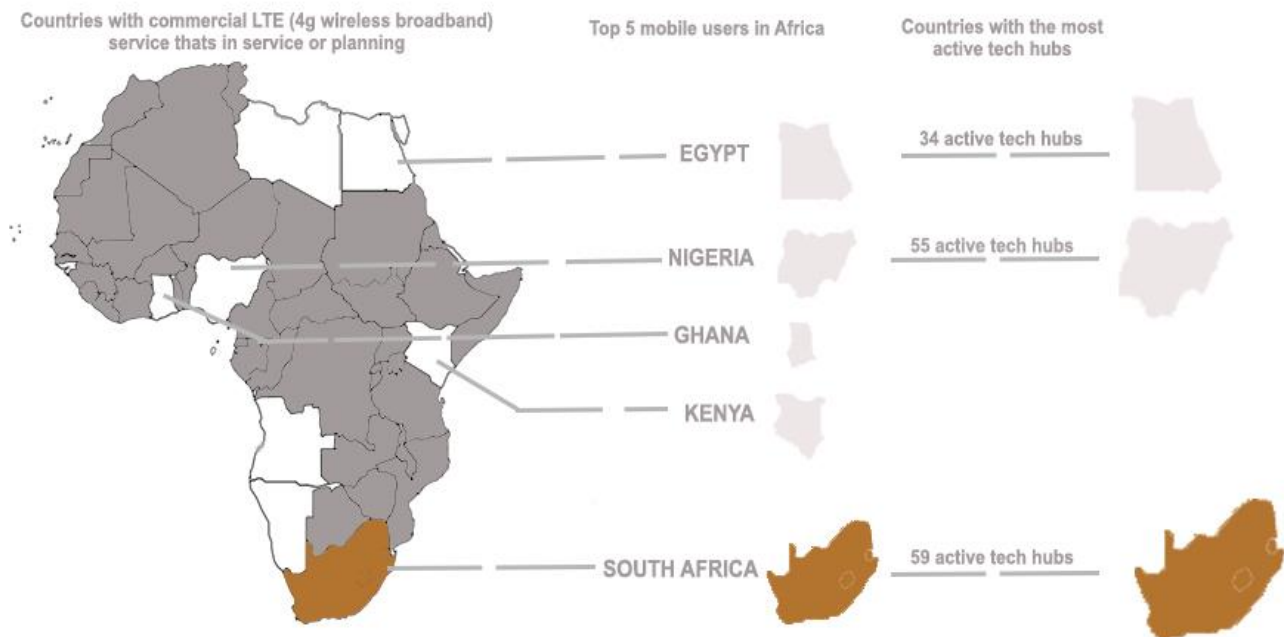 Countries with commercial LTE (4g wireless broadband)
service thats in service or planning
Top 5 mobile users in Africa
Countries with the most
active tech hubs
EGYPT
34 active tech hubs
NIGERIA
55 active tech hubs
GHANA
KENYA
SOUTH AFRICA
59 active tech hubs